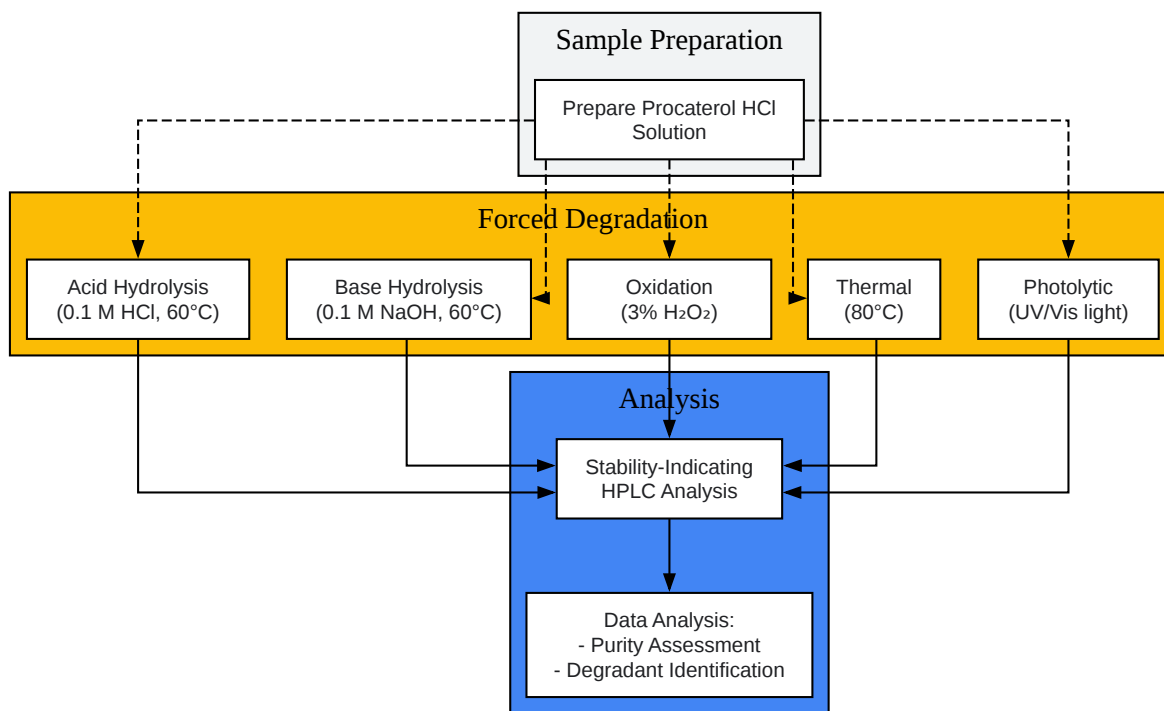 Sample Preparation
Prepare Procaterol HCl
Solution
Forced Degradation
Acid Hydrolysis
(0.1 M HCl, 60°C)
Base Hydrolysis
(0.1 M NaOH, 60°C)
Oxidation
(3% H₂O₂)
Thermal
(80°C)
Photolytic
(UV/Vis light)
Analysis
Stability-Indicating
HPLC Analysis
Data Analysis:
- Purity Assessment
- Degradant Identification